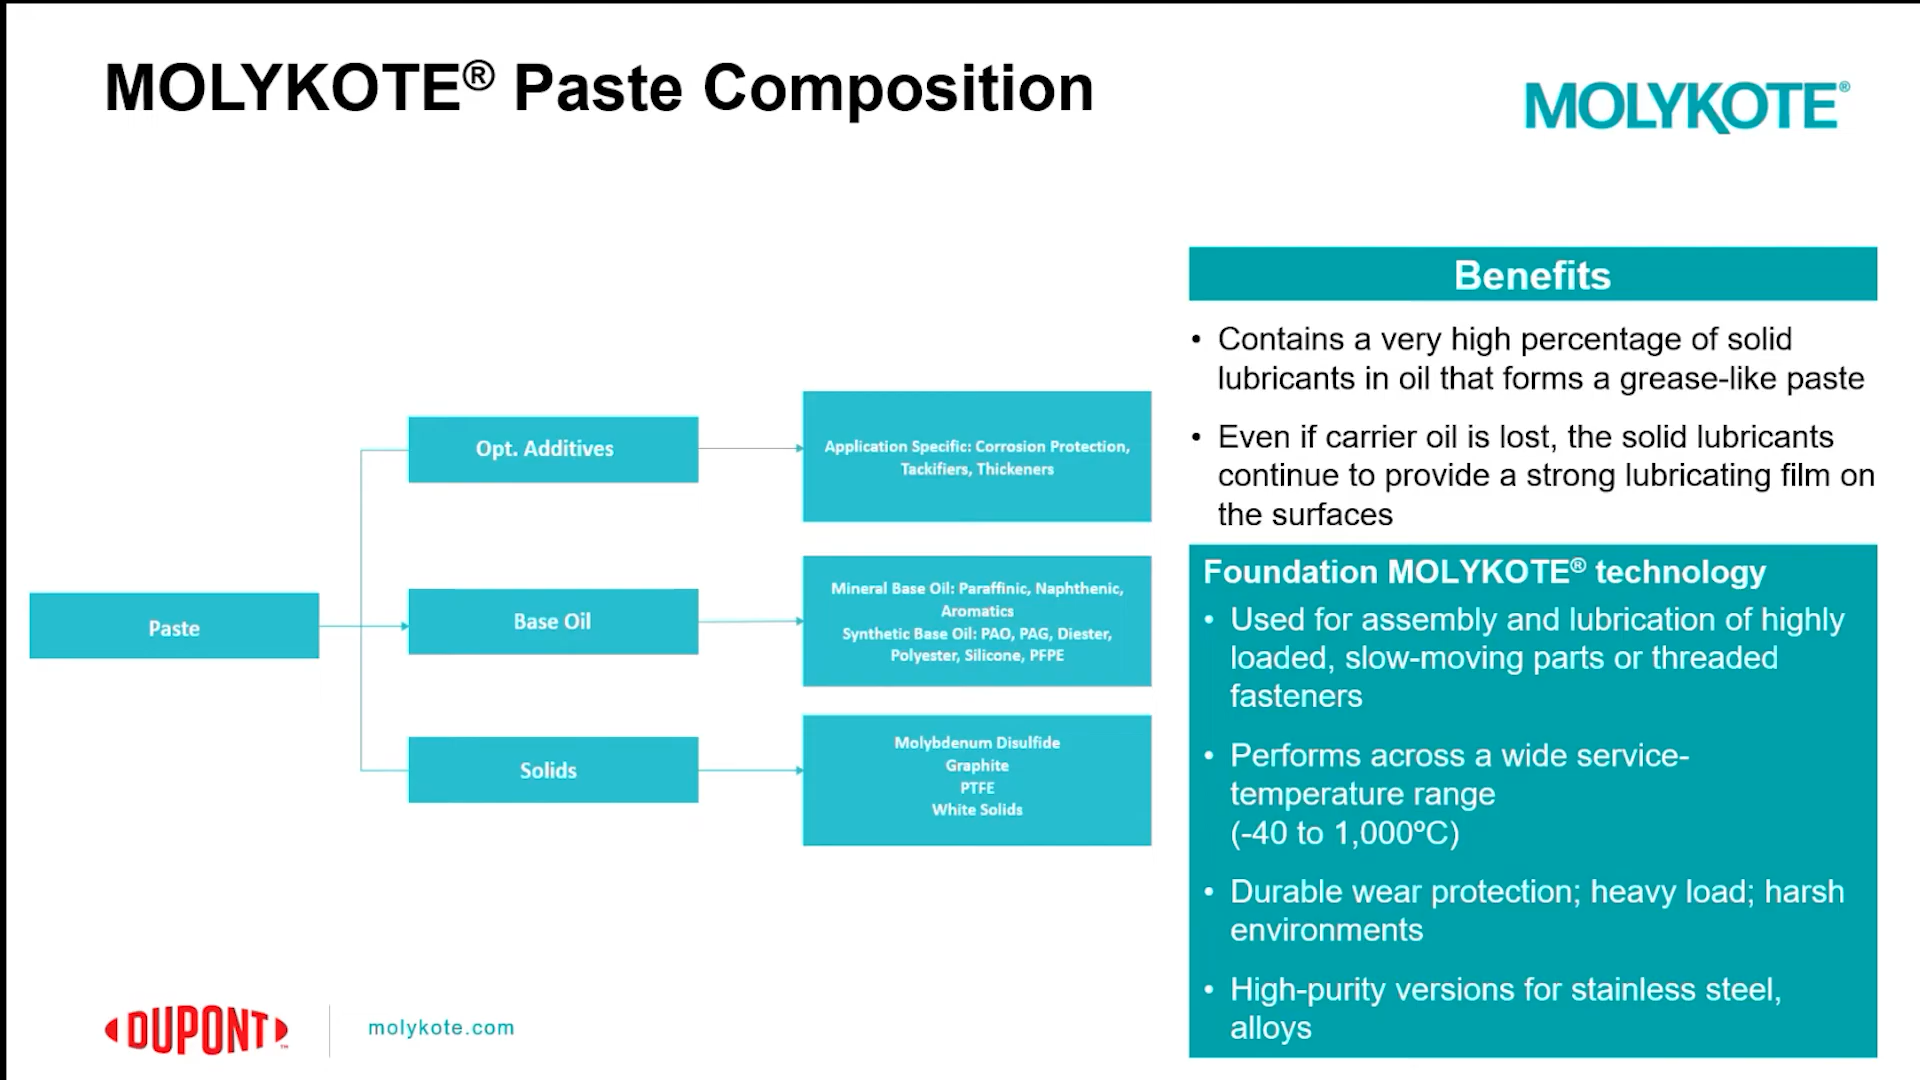 MOLYKOTE® Paste Composition
MOLYKOTE®
Benefits
• Contains a very high percentage of solid
lubricants in oil that forms a grease-like paste
• Even if carrier oil is lost, the solid lubricants
continue to provide a strong lubricating film on
the surfaces
Foundation MOLYKOTE® technology
• Used for assembly and lubrication of highly
loaded, slow-moving parts or threaded
fasteners
• Performs across a wide service-
temperature range
(-40 to 1,000ºC)
• Durable wear protection; heavy load; harsh
environments
• High-purity versions for stainless steel,
alloys
Paste
Opt. Additives
Application Specific: Corrosion Protection,
Tackifiers, Thickeners
Base Oil
Mineral Base Oil: Paraffinic, Naphthenic,
Aromatics
Synthetic Base Oil: PAO, PAG, Diester,
Polyester, Silicone, PFPE
Solids
Molybdenum Disulfide
Graphite
PTFE
White Solids
DUPONT™
molykote.com